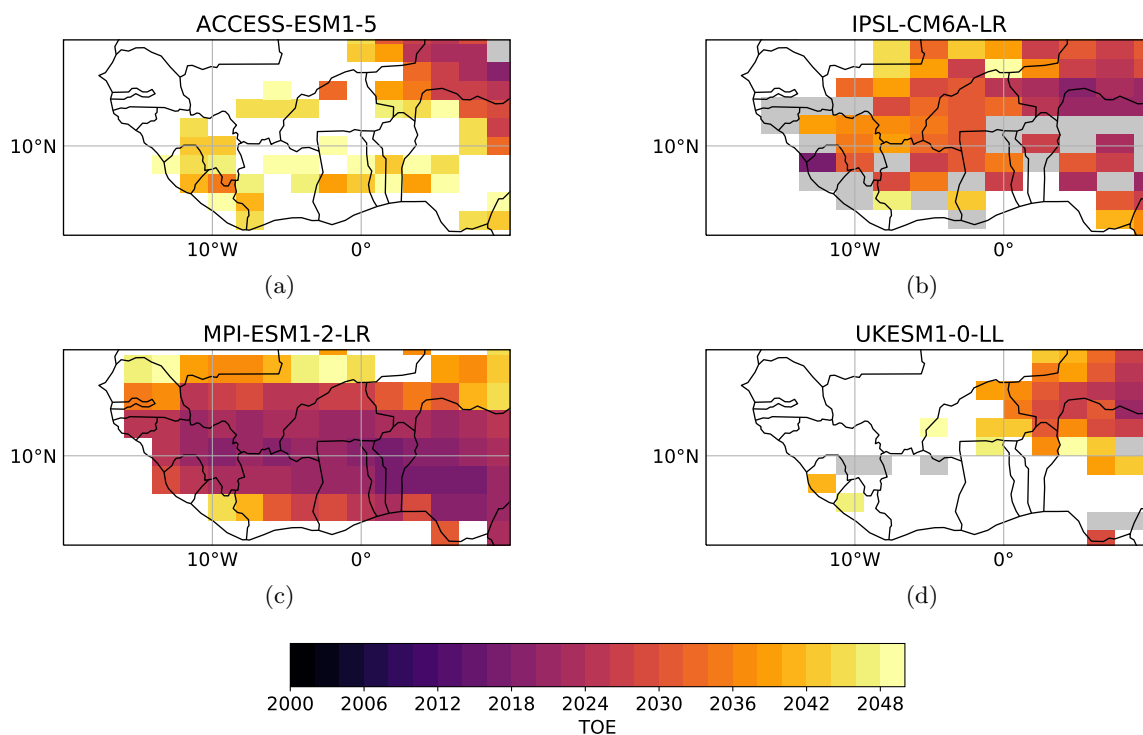 ACCESS-ESM1-5
IPSL-CM6A-LR
10°N
10°N
10°W 0°
10°W 0°
(a)
(b)
MPI-ESM1-2-LR
UKESM1-0-LL
10°N
10°N
10°W 0°
10°W 0°
(c)
(d)
2000 2006 2012 2018 2024 2030 2036 2042 2048
TOE